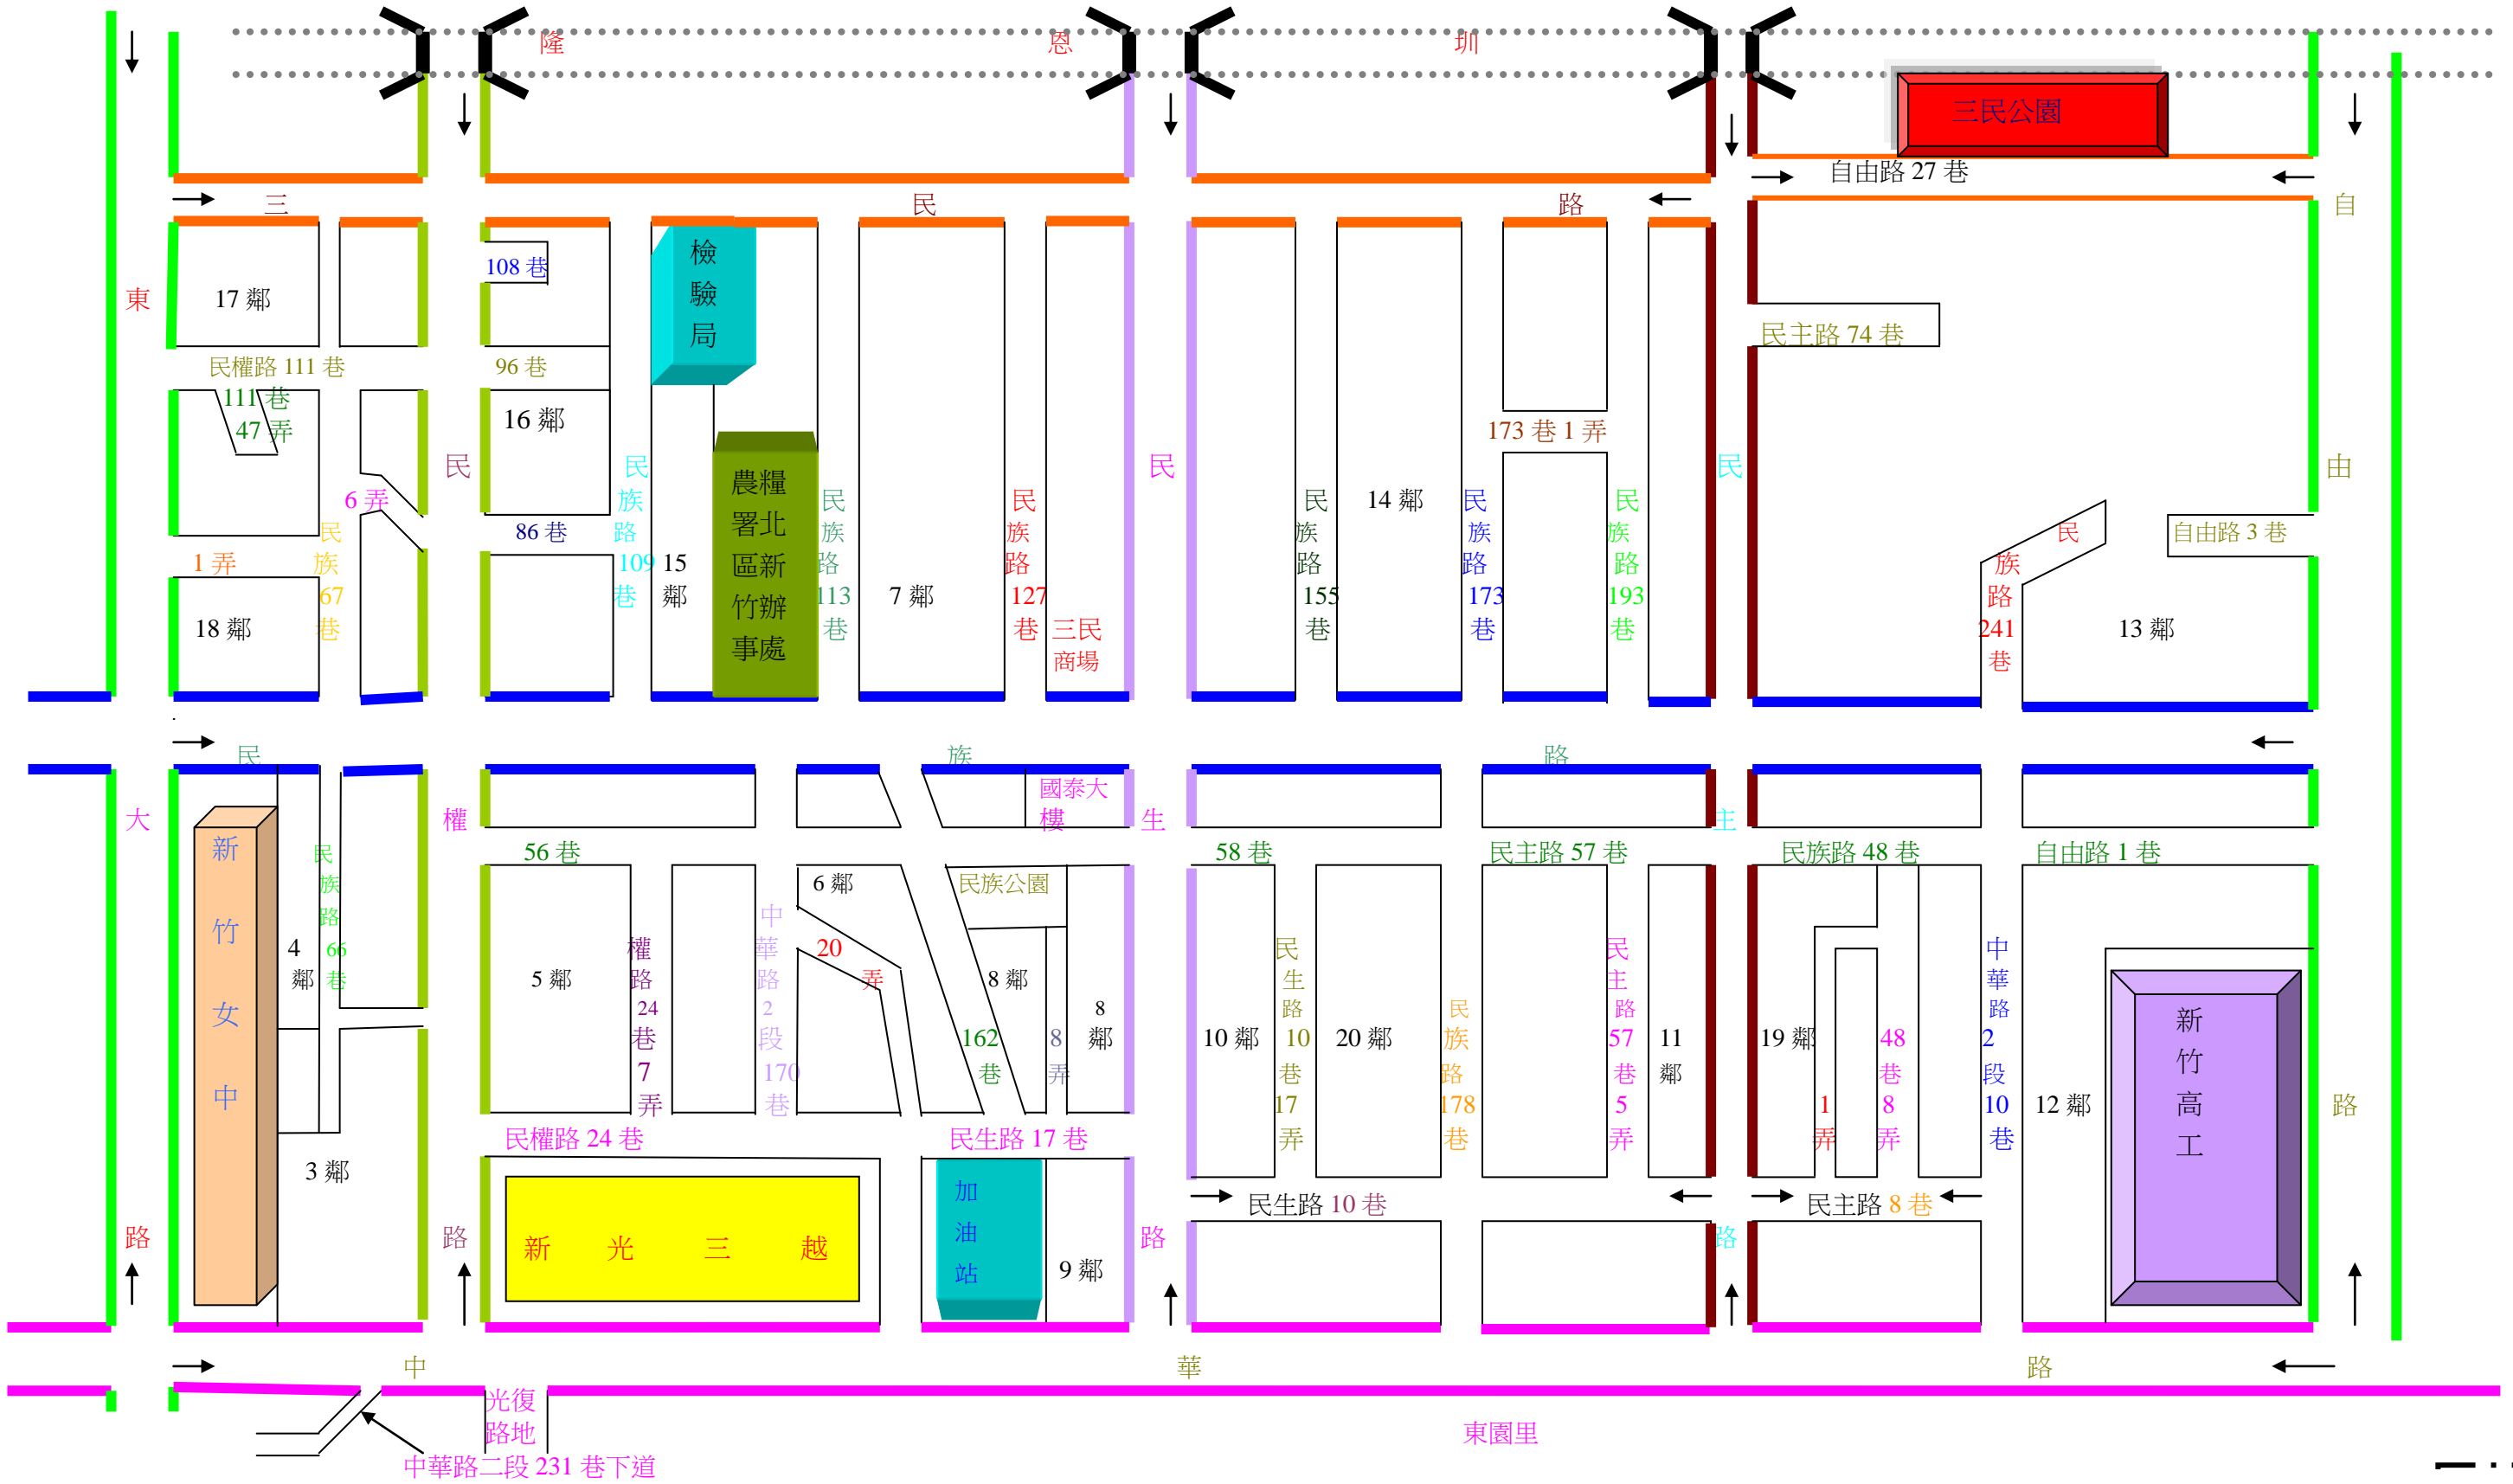 隆 恩 圳
三民公園
自由路 27 巷
三 民 路
自
由
路
東
大
路
檢驗局
108 巷
17 鄰
民主路 74 巷
民權路 111 巷
96 巷
111 巷
47 弄
16 鄰
173 巷 1 弄
民
權
路
民
生
路
民
主
路
6 弄
農糧
署北
區新
竹辦
事處
14 鄰
86 巷
民族路 109 巷
民族路 113 巷
民族路 127 巷
民族路 155 巷
民族路 173 巷
民族路 193 巷
民族路 241 巷
自由路 3 巷
1 弄
民族 67 巷
15 鄰
7 鄰
18 鄰
三民
商場
13 鄰
民 族 路
國泰大
樓
新竹女中
民族路 66 巷
56 巷
58 巷
民主路 57 巷
民族路 48 巷
自由路 1 巷
6 鄰
民族公園
4 鄰
5 鄰
權路 24 巷 7 弄
中華路 2 段 170 巷
20 弄
8 鄰
8 鄰
162 巷
8 弄
10 鄰
民生路 10 巷 17 弄
20 鄰
民族路 178 巷
民主路 57 巷 5 弄
11 鄰
19 鄰
1 弄
48 巷 8 弄
中華路 2 段 10 巷
12 鄰
新竹高工
民權路 24 巷
民生路 17 巷
3 鄰
加油站
民生路 10 巷
民主路 8 巷
新 光 三 越
9 鄰
中 華 路
光復
路地
東園里
中華路二段 231 巷下道